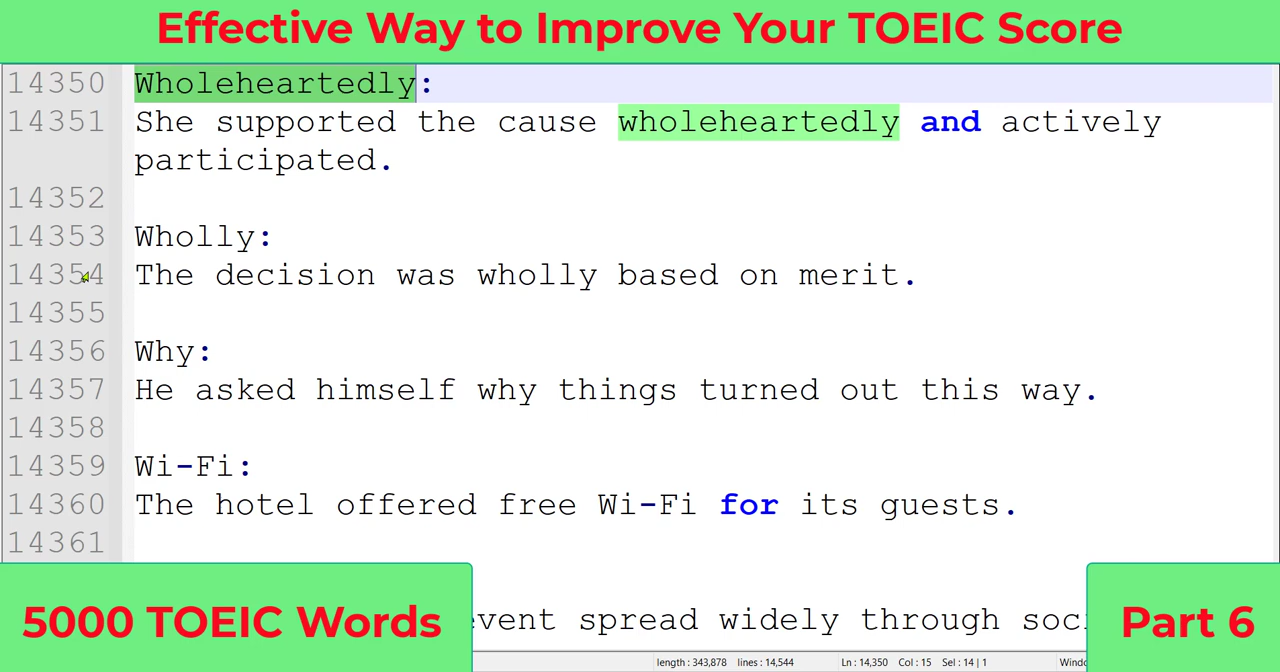 Effective Way to Improve Your TOEIC Score
14350 Wholeheartedly:
14351 She supported the cause wholeheartedly and actively
participated.
14352
14353 Wholly:
14354 The decision was wholly based on merit.
14355
14356 Why:
14357 He asked himself why things turned out this way.
14358
14359 Wi-Fi:
14360 The hotel offered free Wi-Fi for its guests.
14361
spread widely through
5000 TOEIC Words
Part 6
length : 343,878 lines : 14,544 Ln : 14,350 Col : 15 Sel : 14 | 1